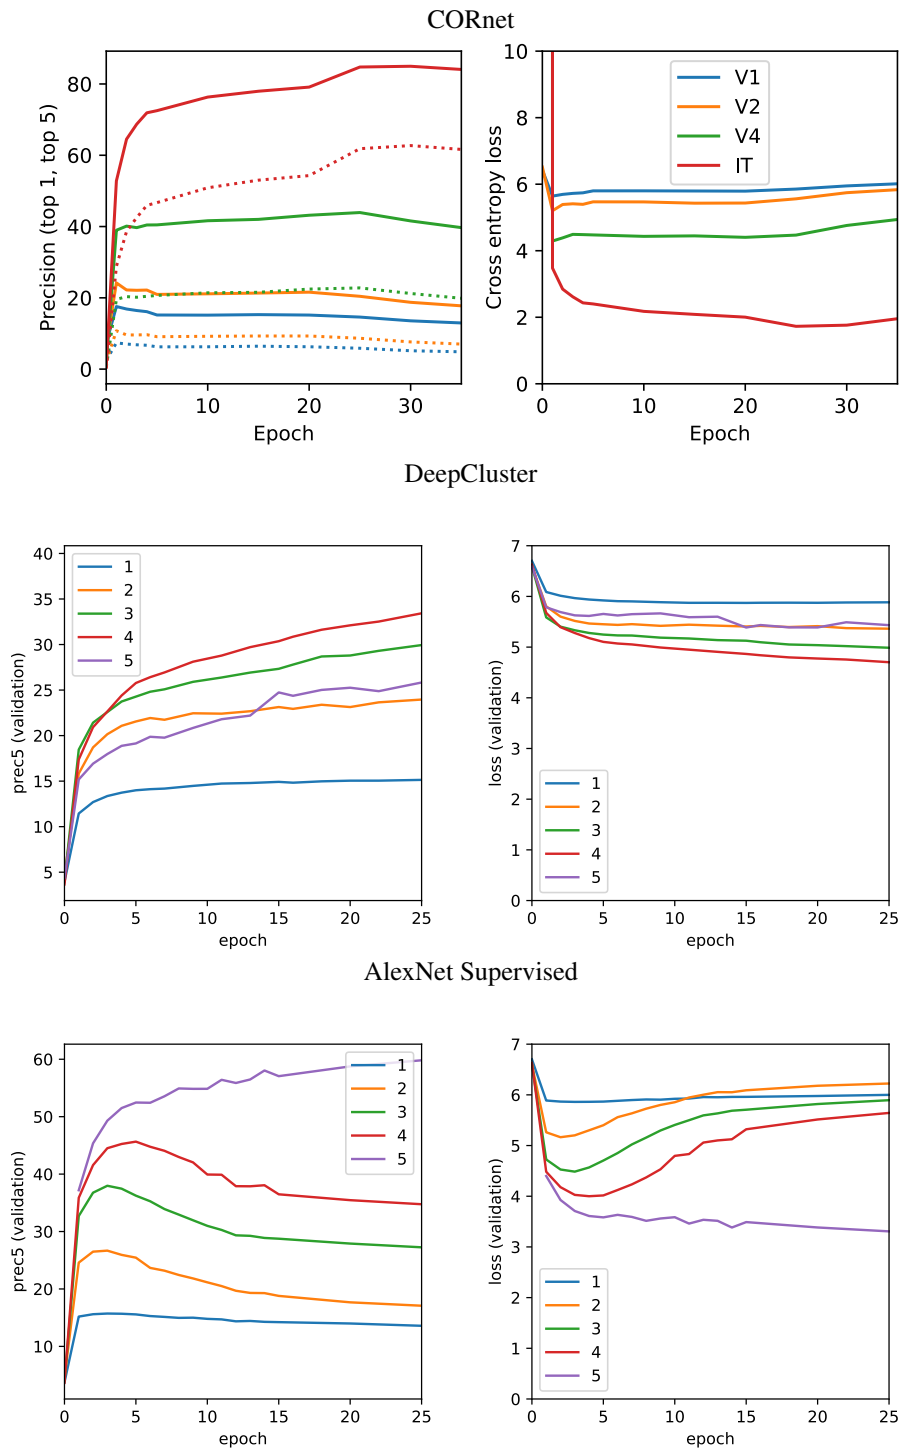 CORnet
Precision (top 1, top 5)
80
60
40
20
0
0 10 20 30
Epoch
Cross entropy loss
10
8
6
4
2
0
V1
V2
V4
IT
0 10 20 30
Epoch
DeepCluster
prec5 (validation)
40
35
30
25
20
15
10
5
1
2
3
4
5
0 5 10 15 20 25
epoch
loss (validation)
7
6
5
4
3
2
1
0
1
2
3
4
5
0 5 10 15 20 25
epoch
AlexNet Supervised
prec5 (validation)
60
50
40
30
20
10
1
2
3
4
5
0 5 10 15 20 25
epoch
loss (validation)
7
6
5
4
3
2
1
0
1
2
3
4
5
0 5 10 15 20 25
epoch